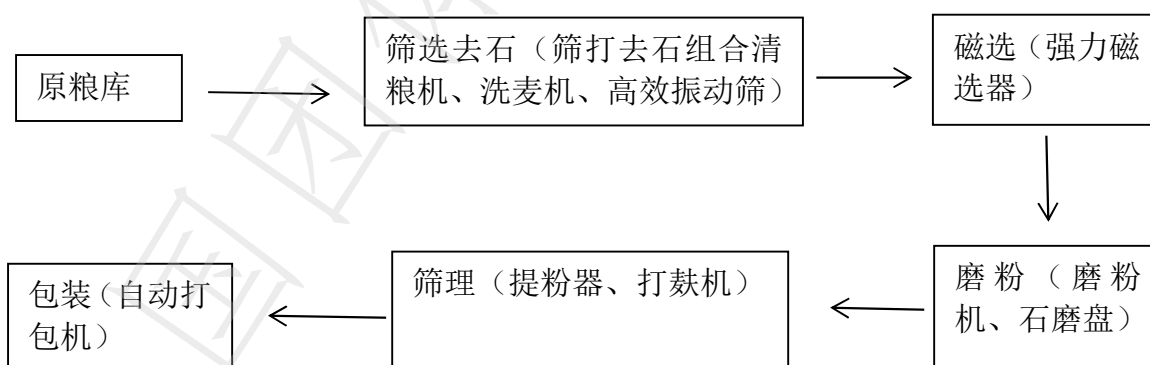 原粮库
筛选去石（筛打去石组合清
粮机、洗麦机、高效振动筛）
磁选（强力磁
选器）
磨粉（磨粉
机、石磨盘）
筛理（提粉器、打麸机）
包装（自动打
包机）